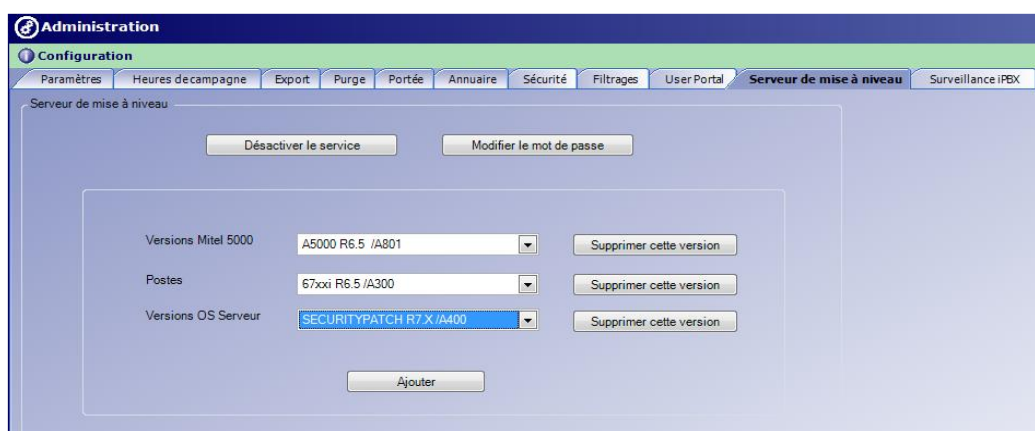 Administration
Configuration
Paramètres Heures de campagne Export Purge Portée Annuaire Sécurité Filtrages User Portal Serveur de mise à niveau Surveillance iPBX
Serveur de mise à niveau
Désactiver le service Modifier le mot de passe
Versions Mitel 5000 A5000 R6.5 /A801 Supprimer cette version
Postes 67xxi R6.5 /A300 Supprimer cette version
Versions OS Serveur SECURITYPATCH R7.X /A400 Supprimer cette version
Ajouter